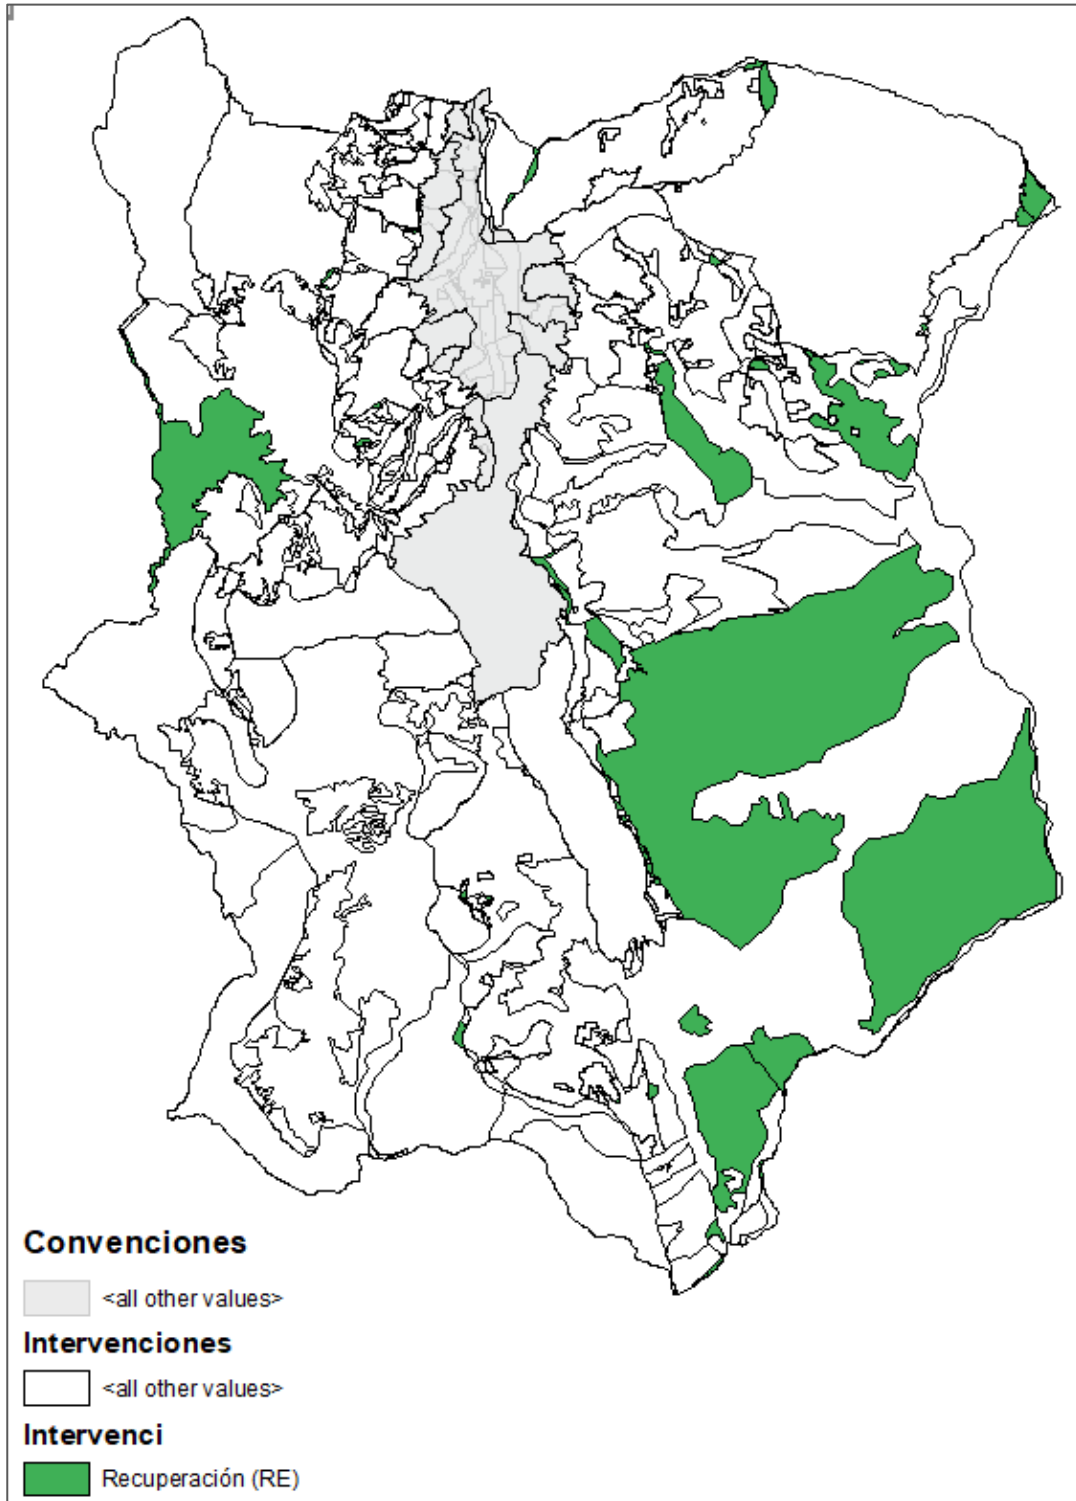 Convenciones
<all other values>
Intervenciones
<all other values>
Intervenci
Recuperación (RE)